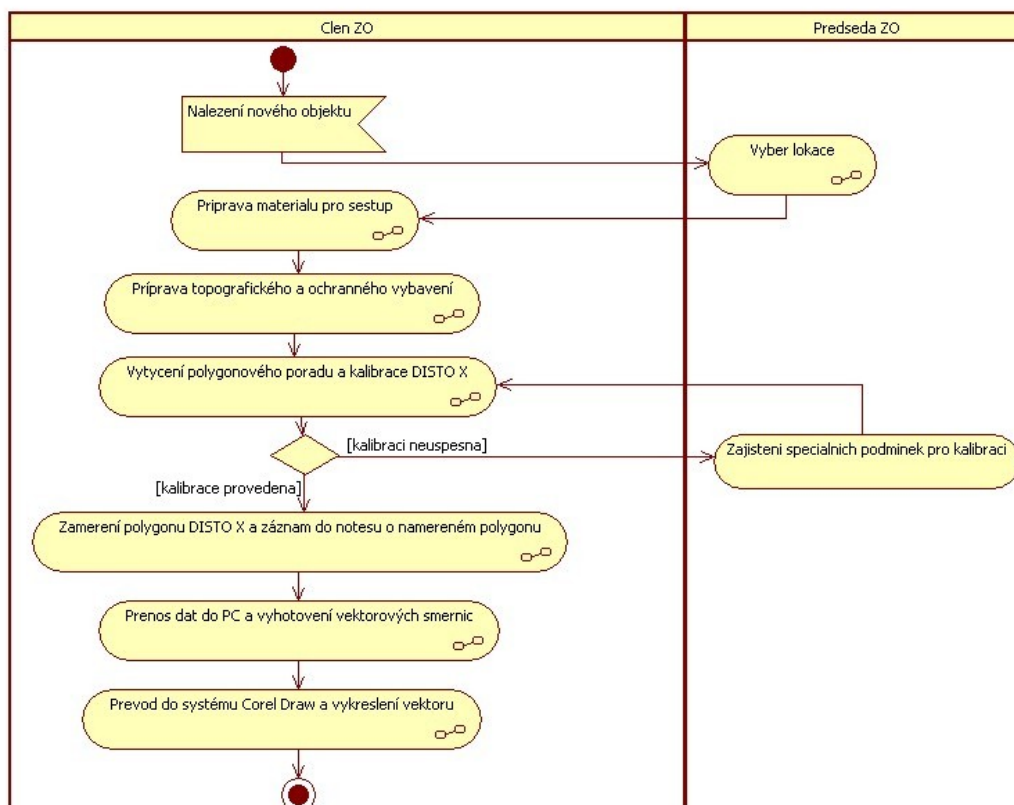 Clen ZO
Predseda ZO
Nalezení nového objektu
Vyber lokace
Priprava materialu pro sestup
Príprava topografického a ochranného vybavení
Vytycení polygonového poradu a kalibrace DISTO X
[kalibraci neuspesna]
Zajisteni specialnich podminek pro kalibraci
[kalibrace provedena]
Zamerení polygonu DISTO X a záznam do notesu o namereném polygonu
Prenos dat do PC a vyhotovení vektorových smernic
Prevod do systému Corel Draw a vykreslení vektoru